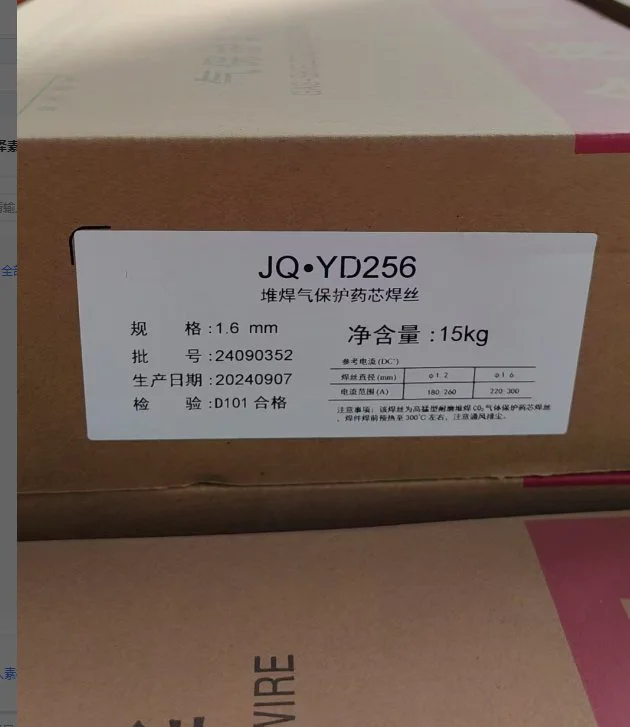 气保
JQ•YD256
堆焊气保护药芯焊丝
规 格:1.6 mm
净含量:15kg
批 号:24090352
生产日期:20240907
检 验:D101 合格
参考电流(DC⁺)
焊丝直径(mm) φ1.2 φ1.6
电流范围(A) 180 260 220 300
注意事项:该焊丝为高锰型耐磨堆焊CO₂气体保护药芯焊丝
,焊件焊前预热至300℃左右,注意通风排尘。
WIRE
全部